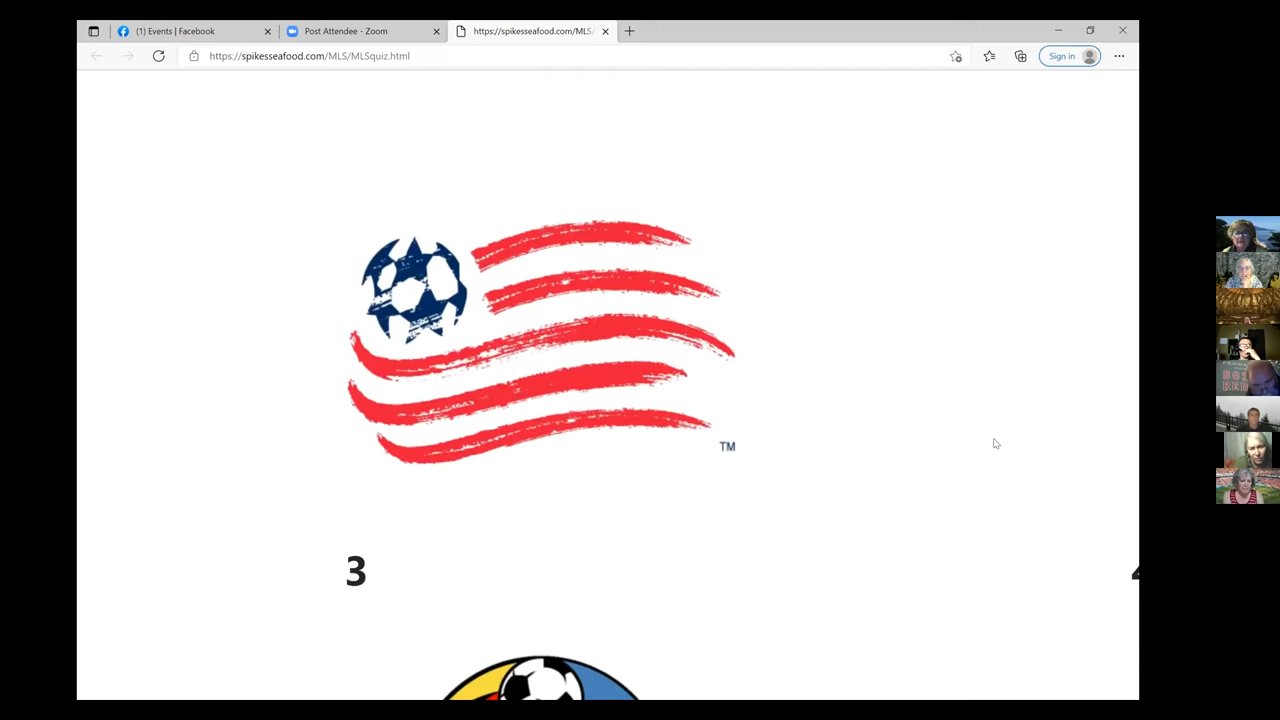 (1) Events | Facebook
Post Attendee - Zoom
https://spikesseafood.com/MLS/
https://spikesseafood.com/MLS/MLSquiz.html
Sign in
TM
3